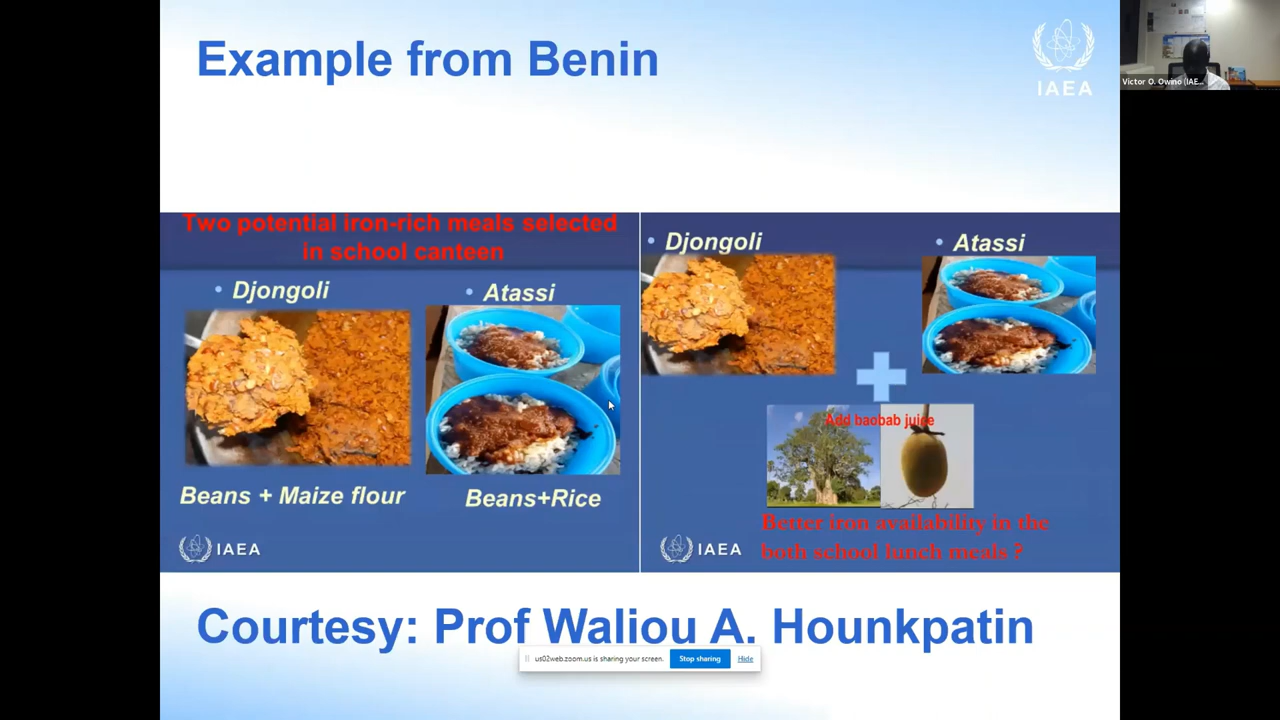 Example from Benin
IAEA
Victor O. Owino (IAE...
Two potential iron-rich meals selected
in school canteen
• Djongoli
• Atassi
Beans + Maize flour
Beans+Rice
IAEA
• Djongoli
• Atassi
Add baobab juice
Better iron availability in the
both school lunch meals ?
IAEA
Courtesy: Prof Waliou A. Hounkpatin
us02web.zoom.us is sharing your screen.
Stop sharing
Hide